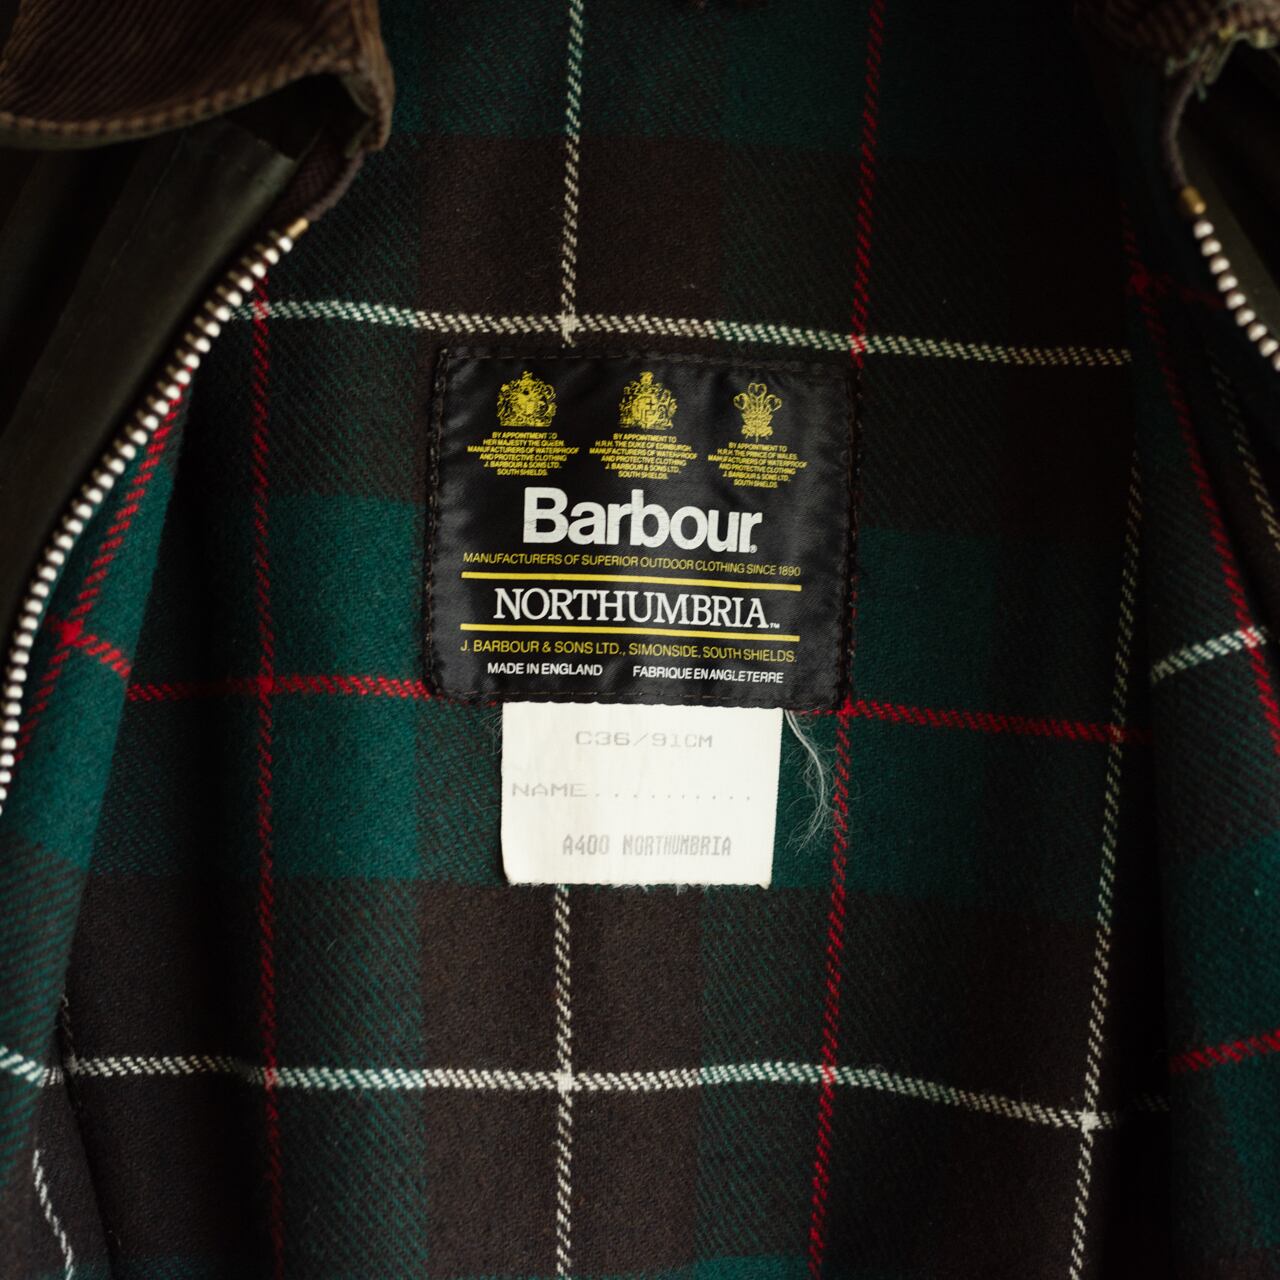 BY APPOINTMENT TO
HER MAJESTY THE QUEEN.
MANUFACTURERS OF WATERPROOF
AND PROTECTIVE CLOTHING
J. BARBOUR & SONS LTD.,
SOUTH SHIELDS.
BY APPOINTMENT TO
H.R.H. THE DUKE OF EDINBURGH.
MANUFACTURERS OF WATERPROOF
AND PROTECTIVE CLOTHING
J. BARBOUR & SONS LTD.,
SOUTH SHIELDS.
BY APPOINTMENT TO
H.R.H. THE PRINCE OF WALES.
MANUFACTURERS OF WATERPROOF
AND PROTECTIVE CLOTHING
J. BARBOUR & SONS LTD.,
SOUTH SHIELDS.
Barbour®
MANUFACTURERS OF SUPERIOR OUTDOOR CLOTHING SINCE 1890
NORTHUMBRIA™
J. BARBOUR & SONS LTD., SIMONSIDE, SOUTH SHIELDS.
MADE IN ENGLAND FABRIQUE EN ANGLETERRE
C36/91CM
NAME..........
A400 NORTHUMBRIA